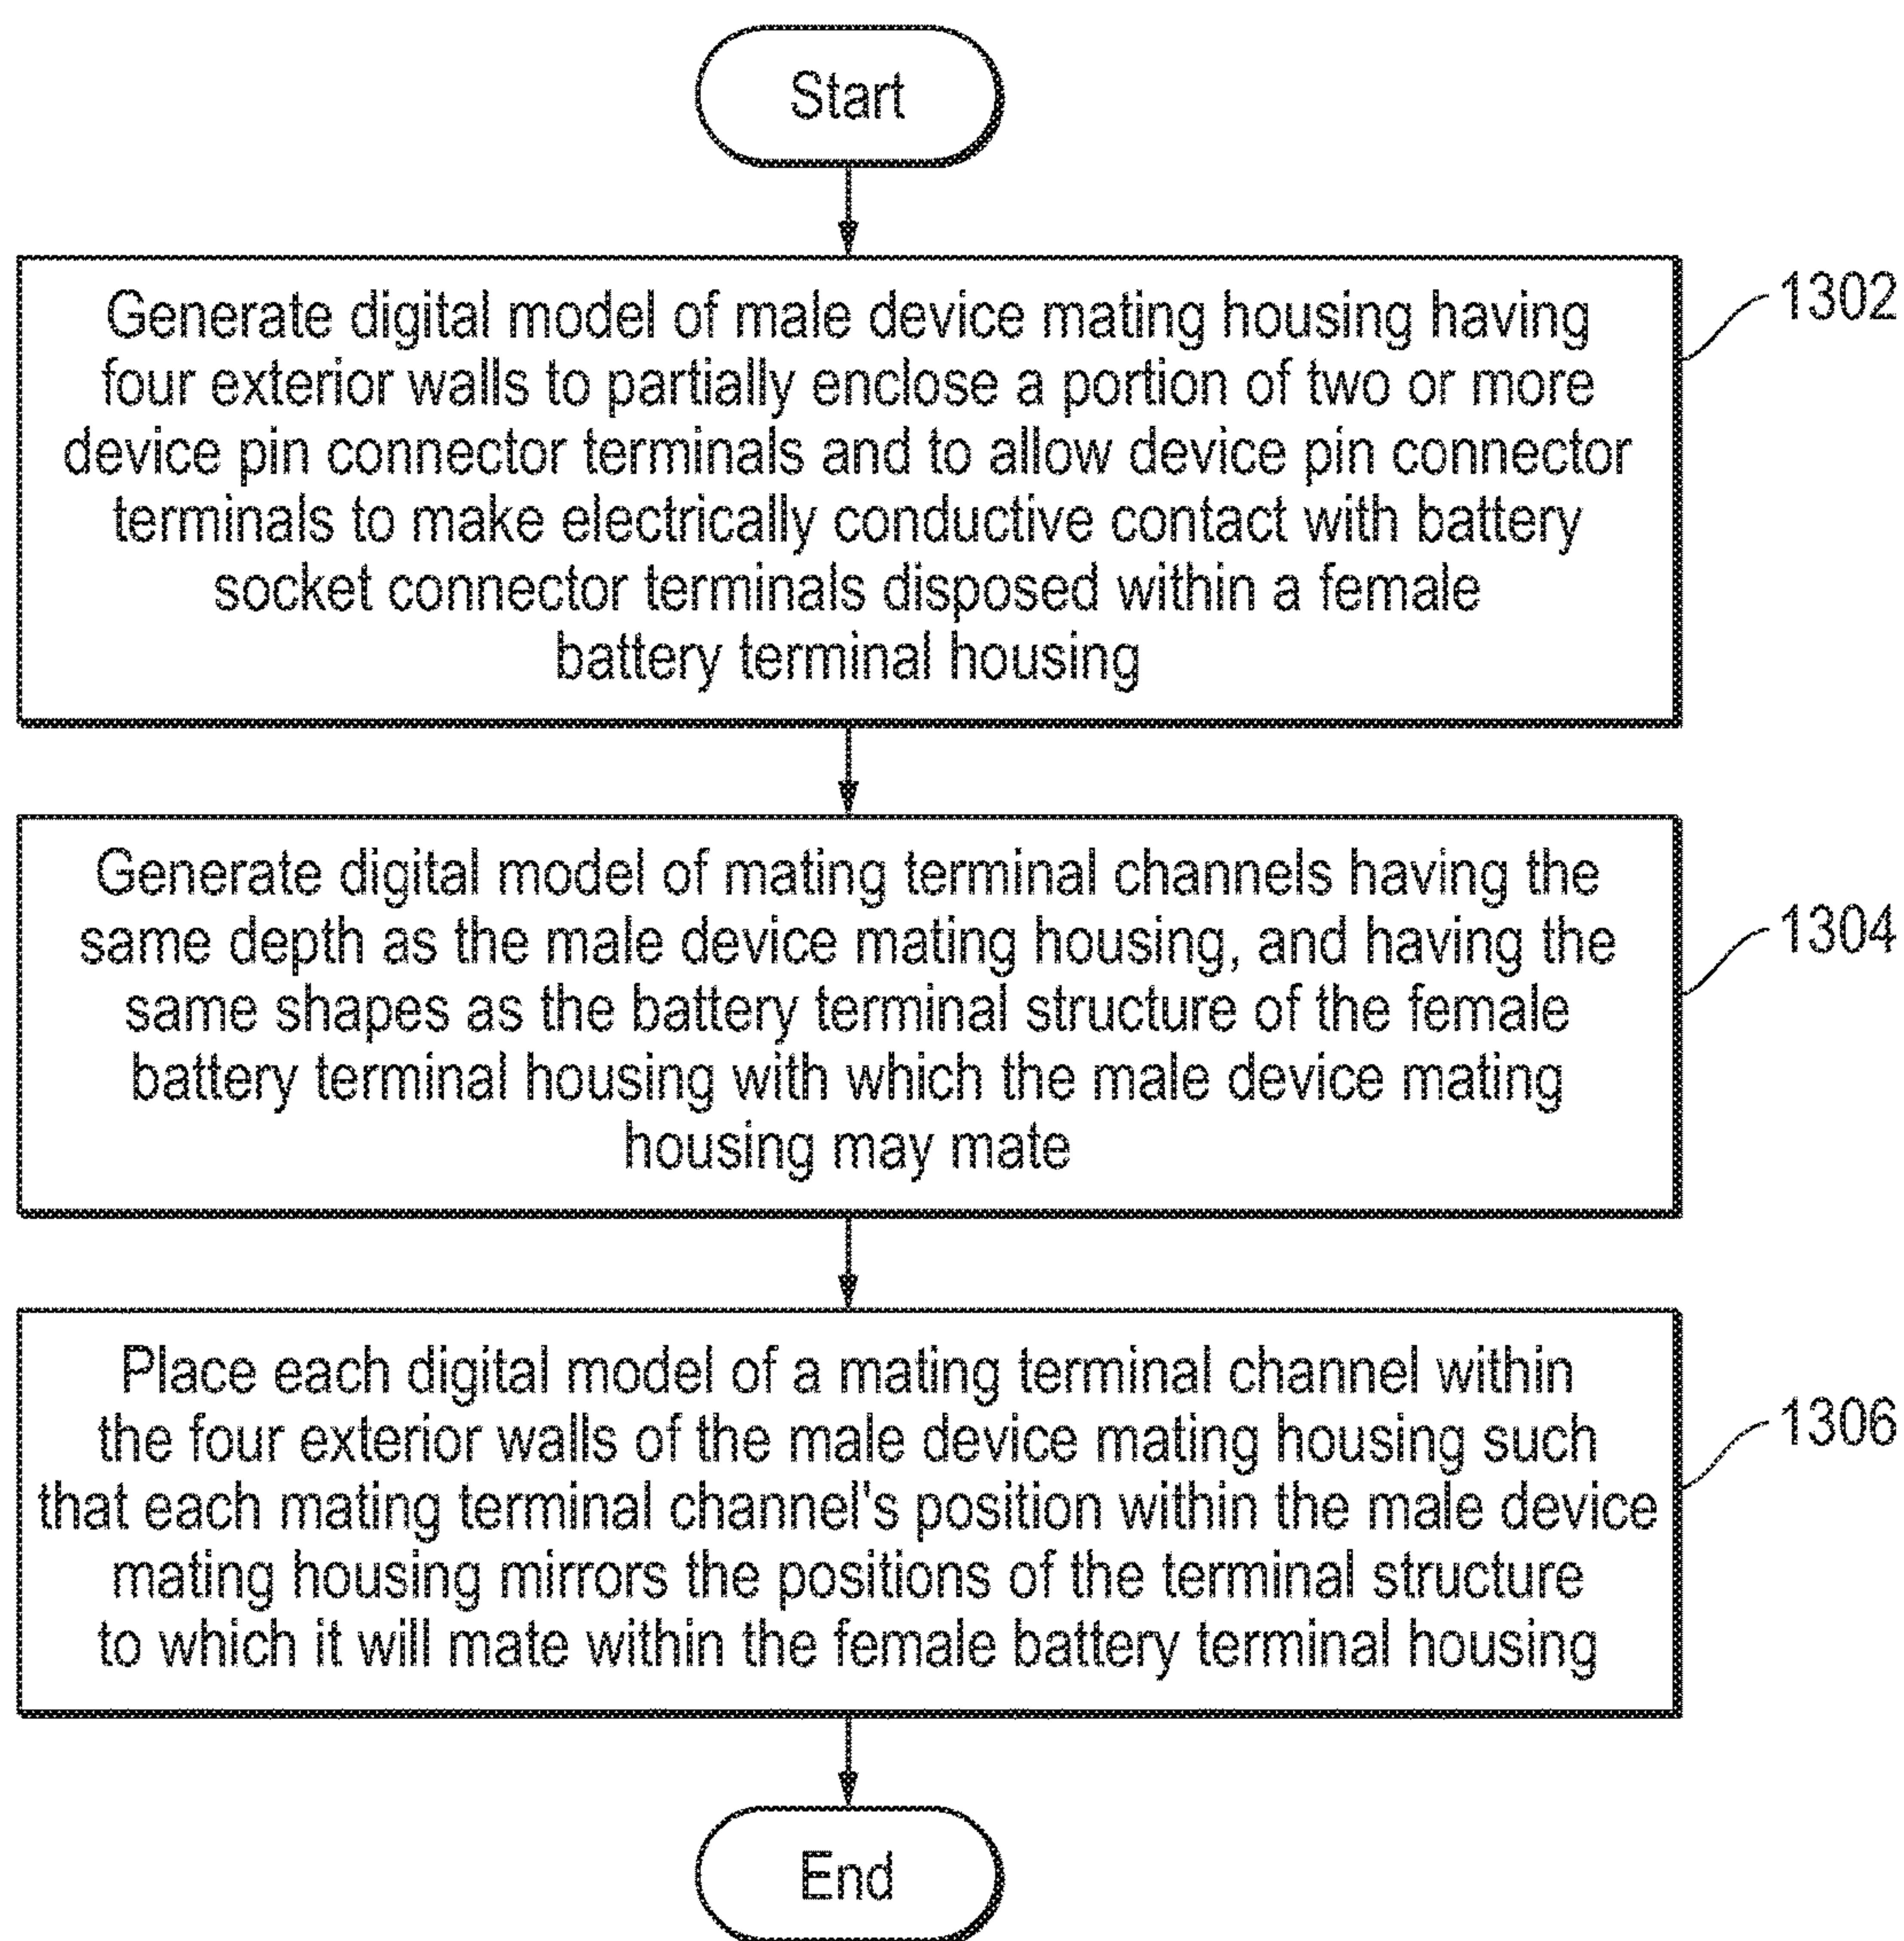 Start
Generate digital model of male device mating housing having
four exterior walls to partially enclose a portion of two or more
device pin connector terminals and to allow device pin connector
terminals to make electrically conductive contact with battery
socket connector terminals disposed within a female
battery terminal housing
1302
Generate digital model of mating terminal channels having the
same depth as the male device mating housing, and having the
same shapes as the battery terminal structure of the female
battery terminal housing with which the male device mating
housing may mate
1304
Place each digital model of a mating terminal channel within
the four exterior walls of the male device mating housing such
that each mating terminal channel's position within the male device
mating housing mirrors the positions of the terminal structure
to which it will mate within the female battery terminal housing
1306
End